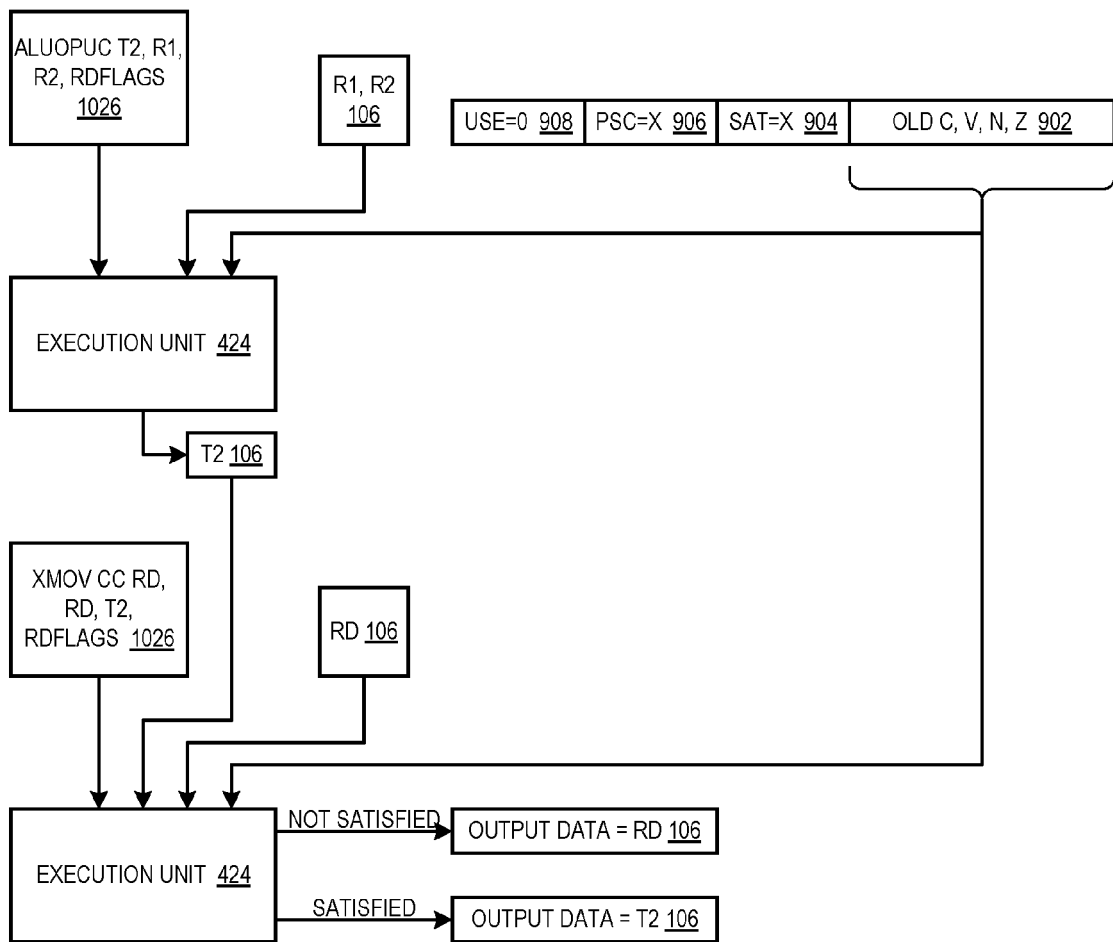 ALUOPUC T2, R1,
R2, RDFLAGS
1026
R1, R2
106
USE=0 908
PSC=X 906
SAT=X 904
OLD C, V, N, Z 902
EXECUTION UNIT 424
T2 106
XMOV CC RD,
RD, T2,
RDFLAGS 1026
RD 106
EXECUTION UNIT 424
NOT SATISFIED
OUTPUT DATA = RD 106
SATISFIED
OUTPUT DATA = T2 106